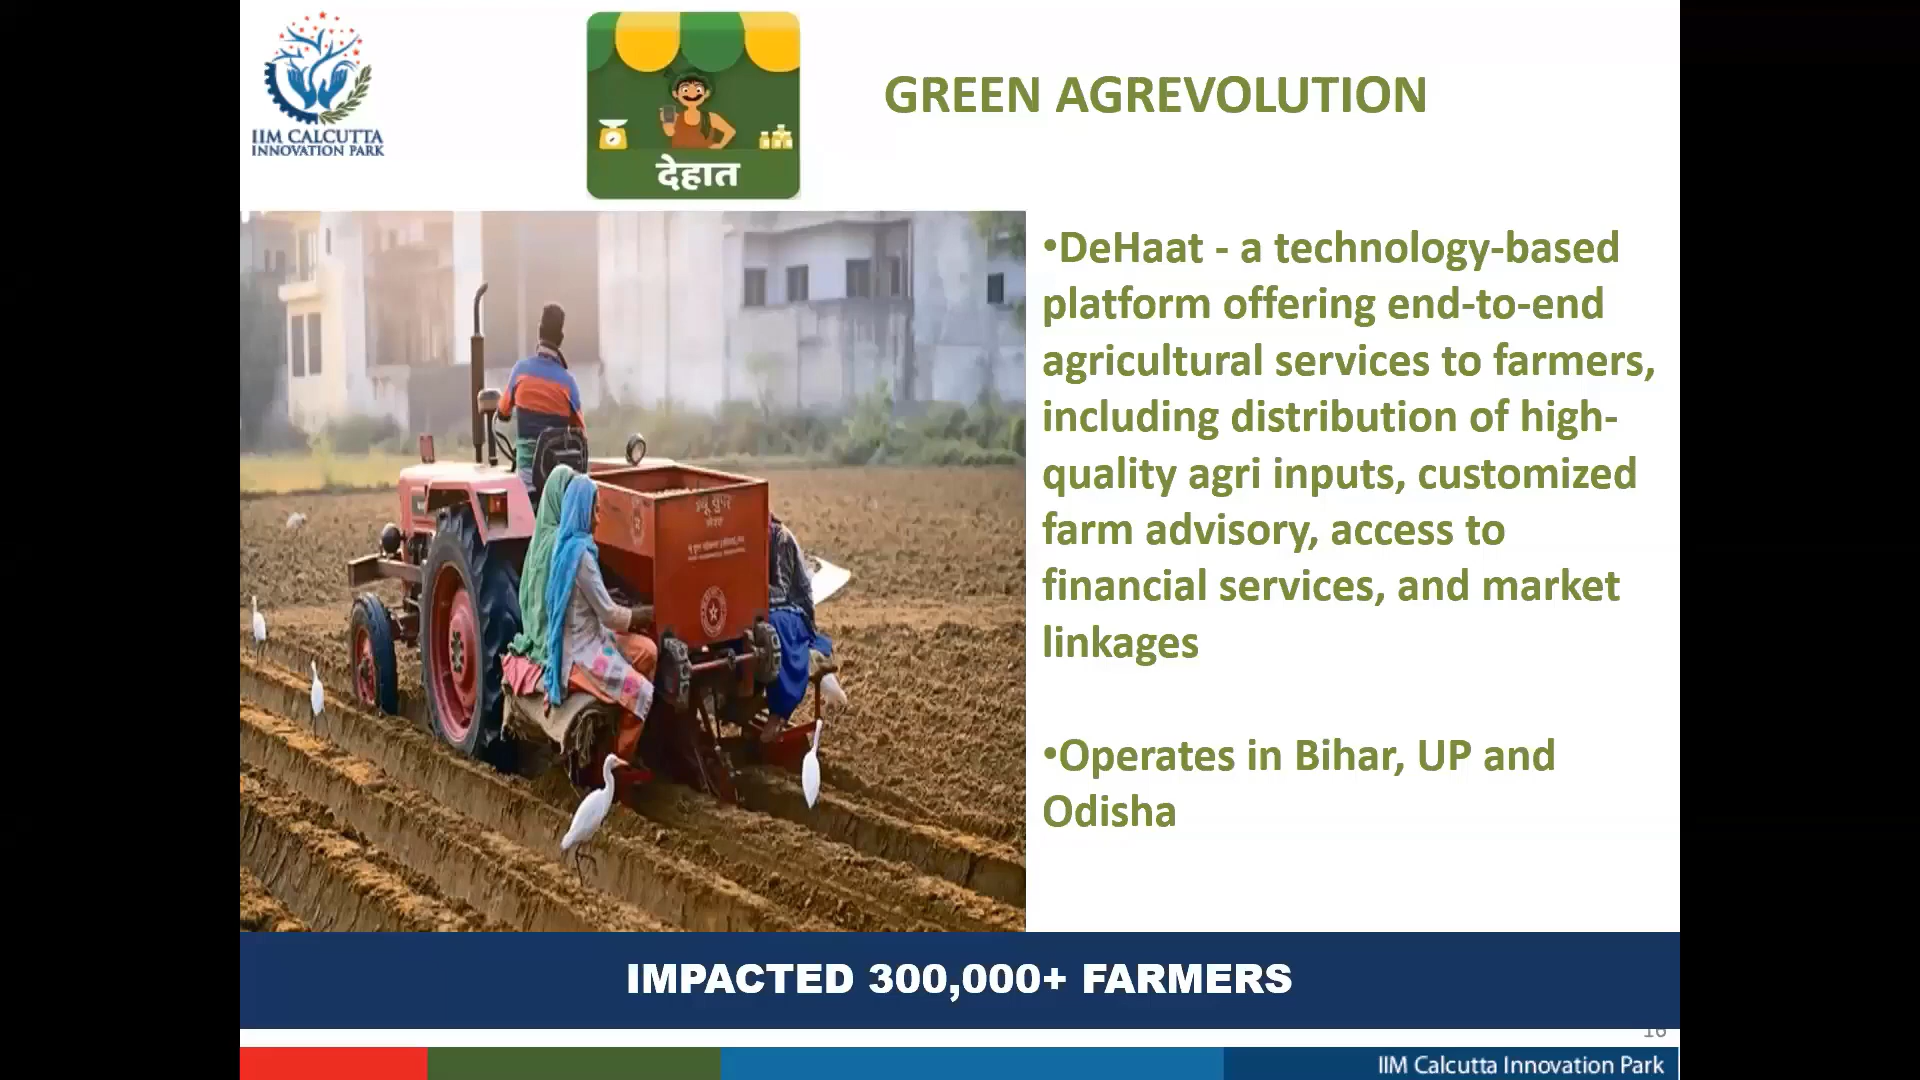 IIM CALCUTTA
INNOVATION PARK
देहात
GREEN AGREVOLUTION
•DeHaat - a technology-based
platform offering end-to-end
agricultural services to farmers,
including distribution of high-
quality agri inputs, customized
farm advisory, access to
financial services, and market
linkages
•Operates in Bihar, UP and
Odisha
IMPACTED 300,000+ FARMERS
16
IIM Calcutta Innovation Park